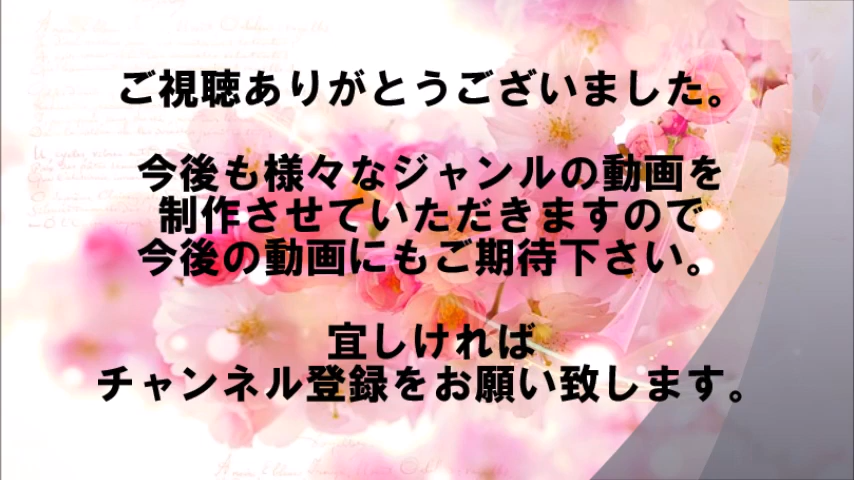 ご視聴ありがとうございました。
今後も様々なジャンルの動画を
制作させていただきますので
今後の動画にもご期待下さい。
宜しければ
チャンネル登録をお願い致します。